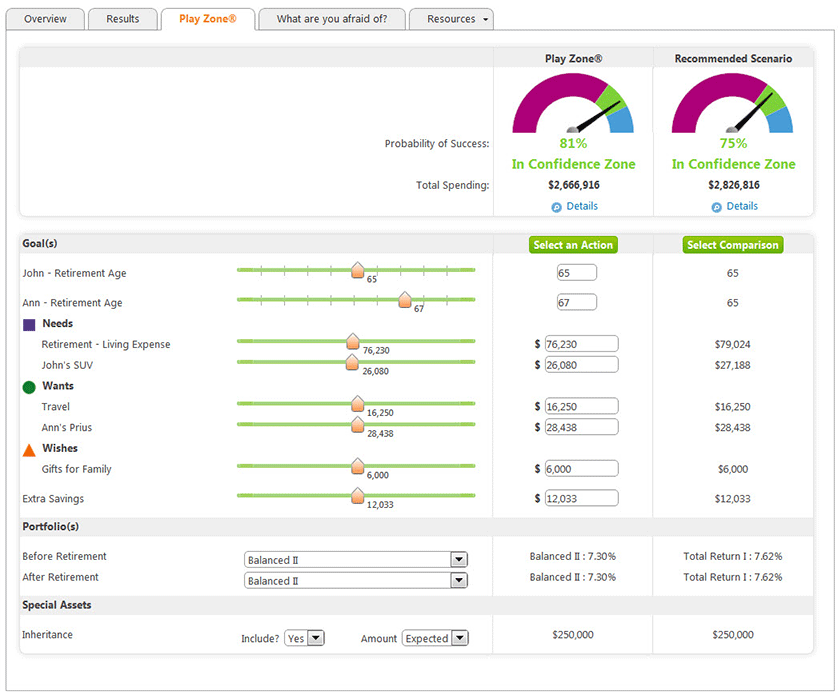 Overview Results Play Zone® What are you afraid of? Resources
Play Zone® Recommended Scenario
Probability of Success: 81% 75%
In Confidence Zone In Confidence Zone
Total Spending: $2,666,916 $2,826,816
Details Details
Goal(s) Select an Action Select Comparison
John - Retirement Age 65 65 65
Ann - Retirement Age 67 67 65
Needs
Retirement - Living Expense 76,230 $ 76,230 $79,024
John's SUV 26,080 $ 26,080 $27,188
Wants
Travel 16,250 $ 16,250 $16,250
Ann's Prius 28,438 $ 28,438 $28,438
Wishes
Gifts for Family 6,000 $ 6,000 $6,000
Extra Savings 12,033 $ 12,033 $12,033
Portfolio(s)
Before Retirement Balanced II Balanced II : 7.30% Total Return I : 7.62%
After Retirement Balanced II Balanced II : 7.30% Total Return I : 7.62%
Special Assets
Inheritance Include? Yes Amount Expected $250,000 $250,000